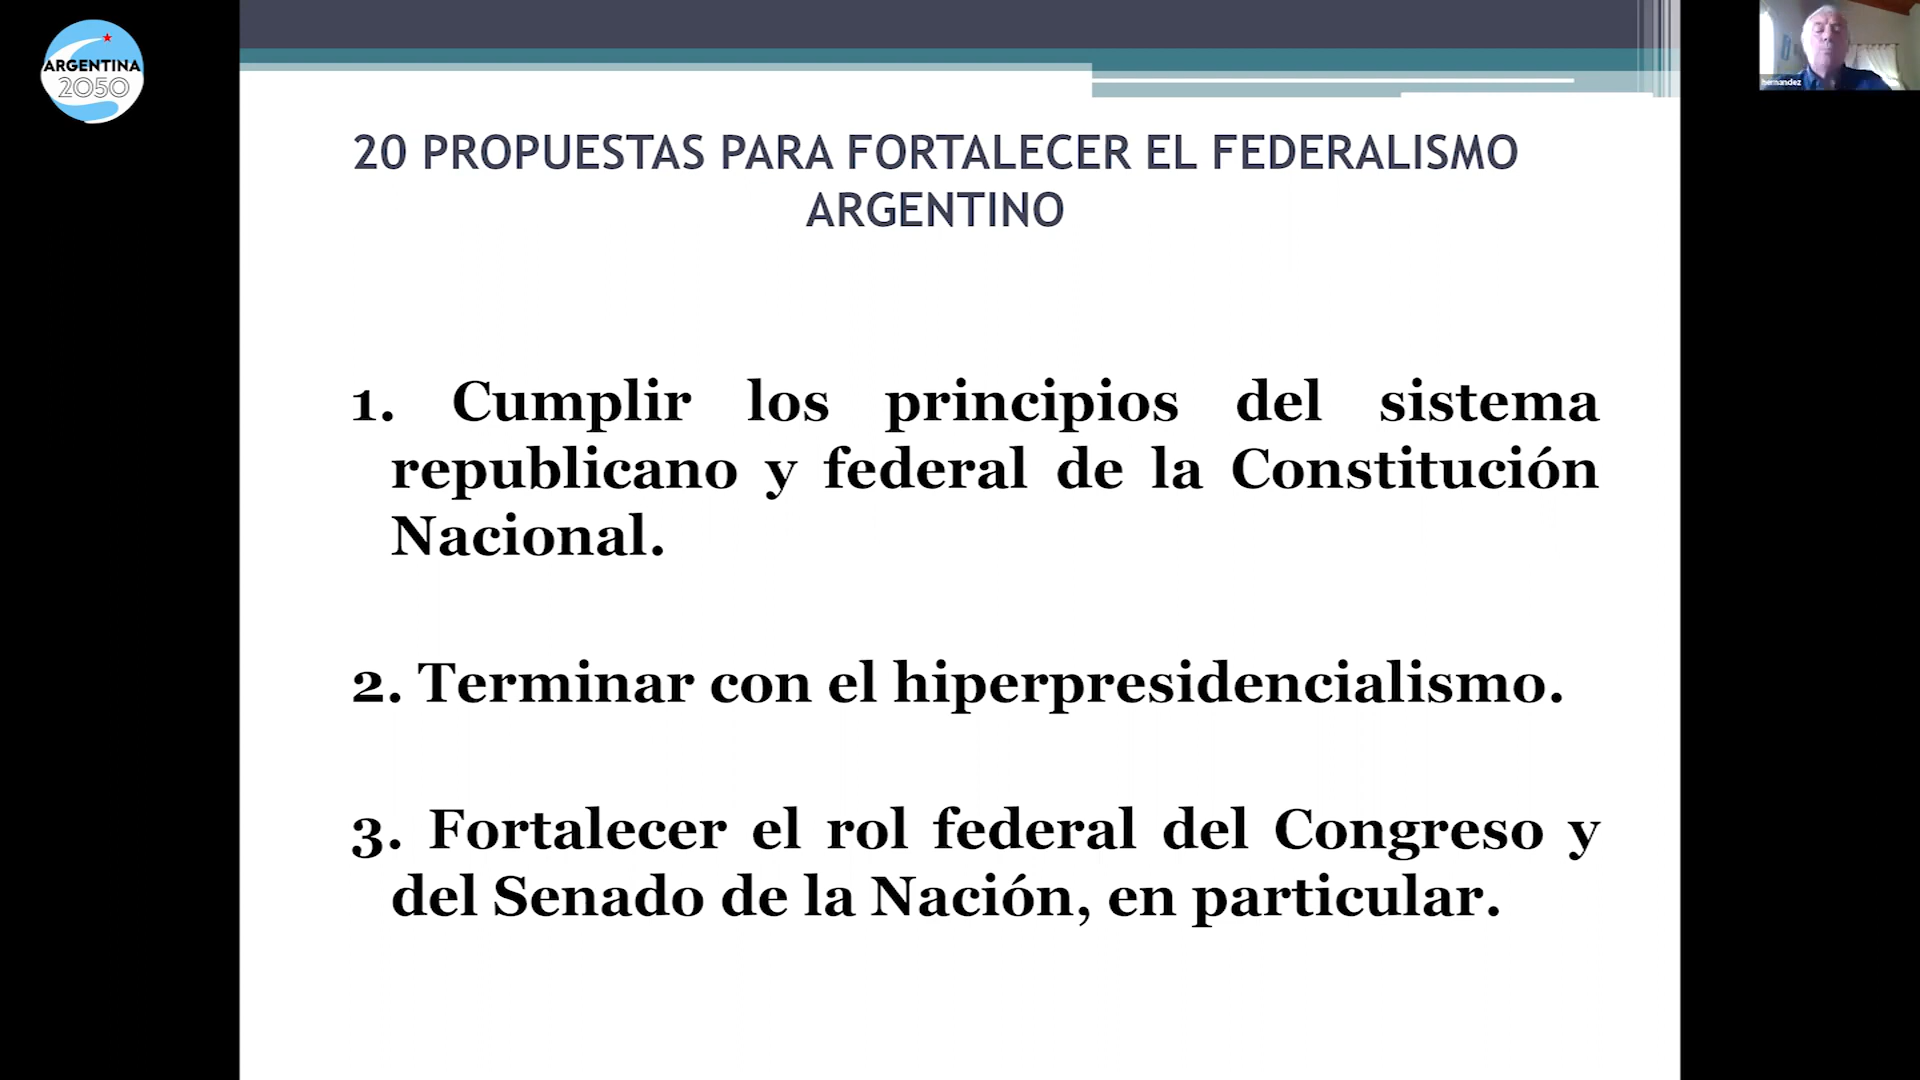 ARGENTINA
2050
hernandez
20 PROPUESTAS PARA FORTALECER EL FEDERALISMO
ARGENTINO
1. Cumplir los principios del sistema
republicano y federal de la Constitución
Nacional.
2. Terminar con el hiperpresidencialismo.
3. Fortalecer el rol federal del Congreso y
del Senado de la Nación, en particular.